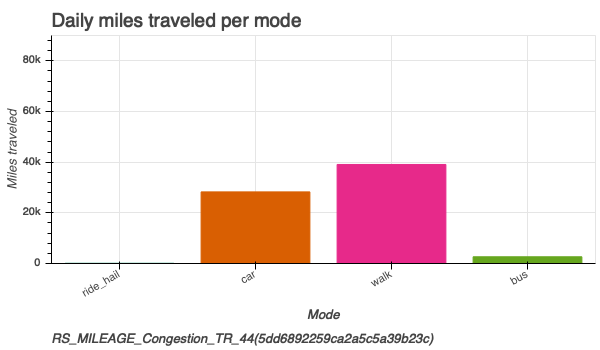 Daily miles traveled per mode
80k
60k
40k
20k
0
Miles traveled
ride_hail
car
walk
bus
Mode
RS_MILEAGE_Congestion_TR_44(5dd6892259ca2a5c5a39b23c)